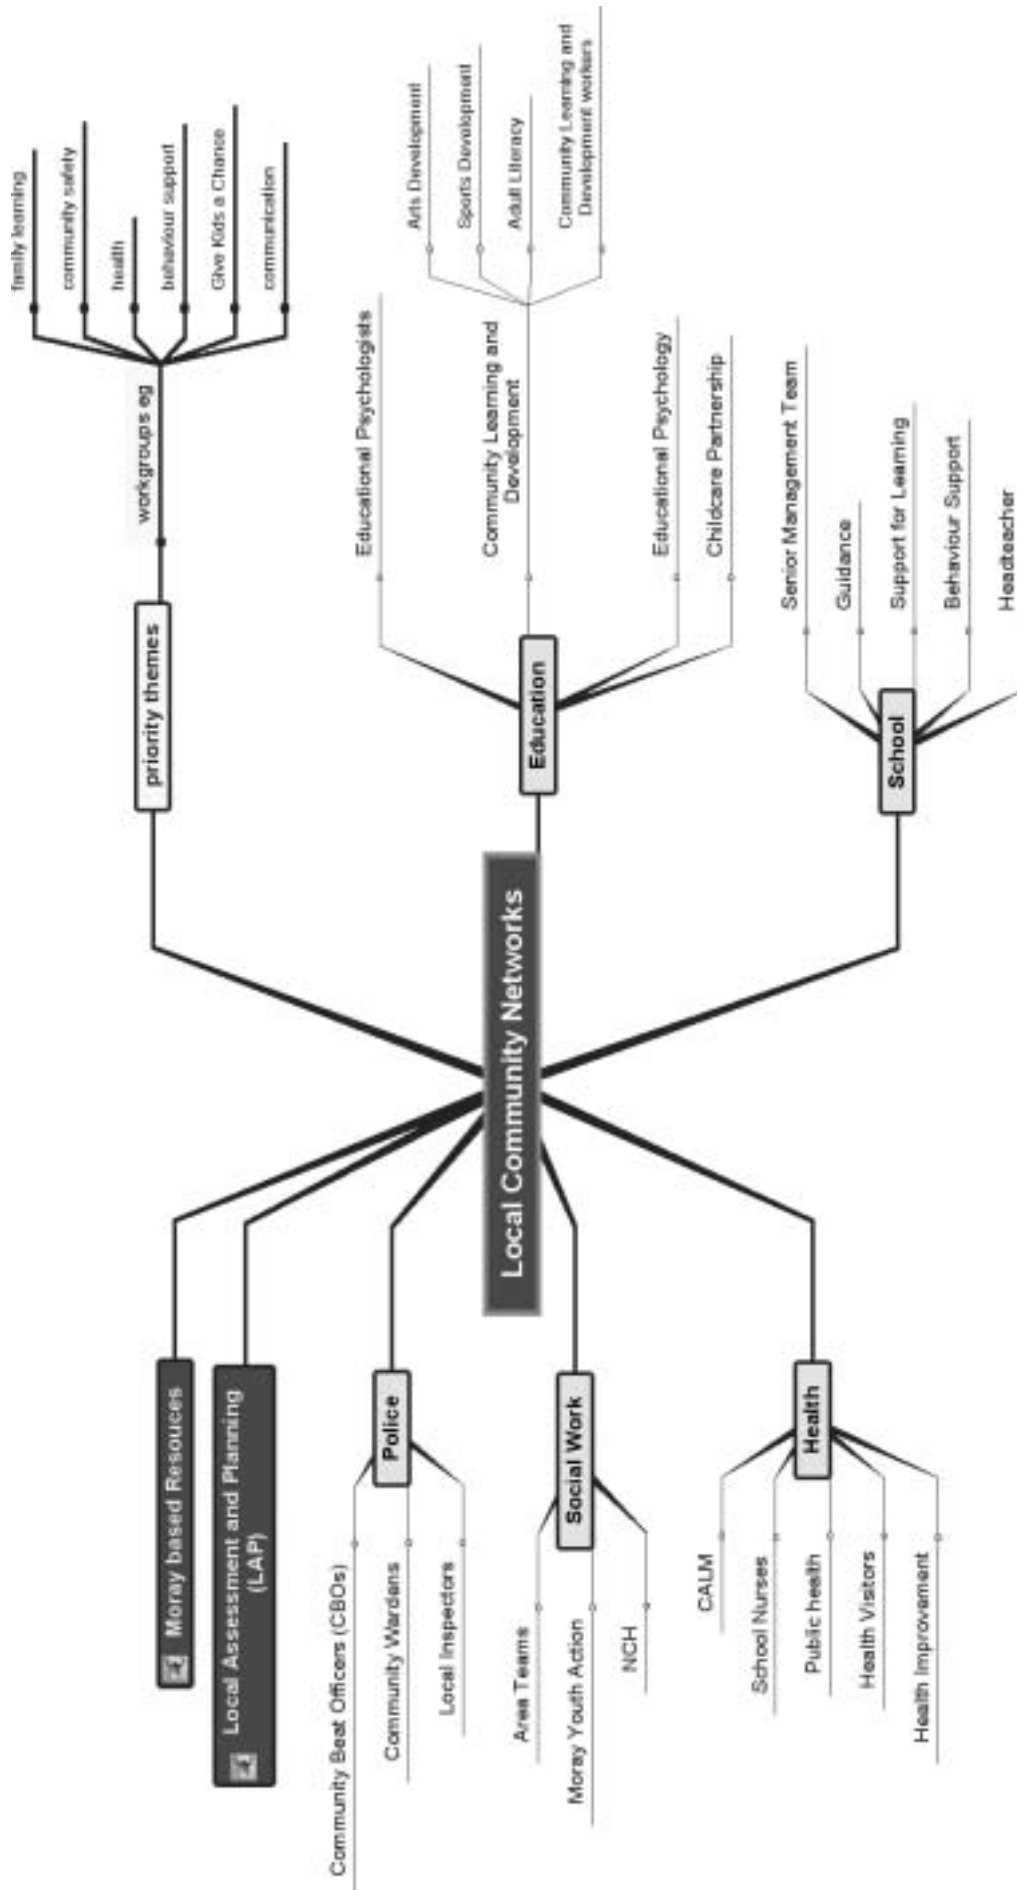 Moray based Resouces
Local Assessment and Planning
(LAP)
Police
Community Beat Officers (CBOs)
Community Wardens
Local Inspectors
Social Work
Area Teams
Moray Youth Action
NCH
Health
CALM
School Nurses
Public health
Health Visitors
Health Improvement
Local Community Networks
priority themes
workgroups eg
family learning
community safety
health
behaviour support
Give Kids a Chance
communication
Education
Educational Psychologists
Community Learning and
Development
Arts Development
Sports Development
Adult Literacy
Community Learning and
Development workers
Educational Psychology
Childcare Partnership
School
Senior Management Team
Guidance
Support for Learning
Behaviour Support
Headteacher